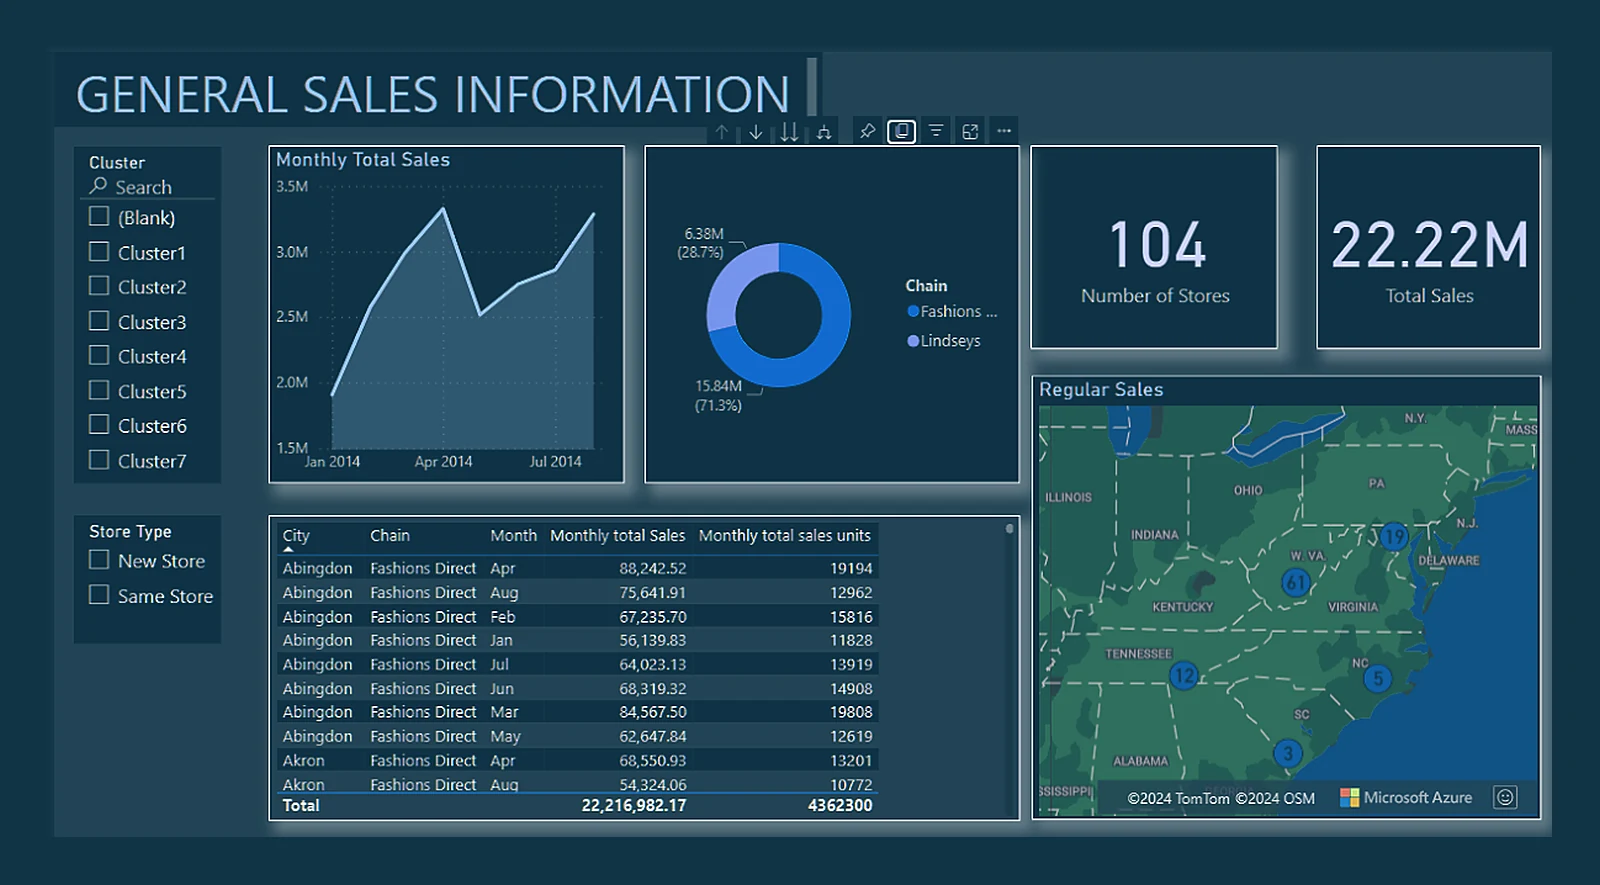 GENERAL SALES INFORMATION
Cluster
Search
(Blank)
Cluster1
Cluster2
Cluster3
Cluster4
Cluster5
Cluster6
Cluster7
Store Type
New Store
Same Store
Monthly Total Sales
3.5M
3.0M
2.5M
2.0M
1.5M
Jan 2014 Apr 2014 Jul 2014
6.38M
(28.7%)
15.84M
(71.3%)
Chain
Fashions ...
Lindseys
104
Number of Stores
22.22M
Total Sales
City Chain Month Monthly total Sales Monthly total sales units
Abingdon Fashions Direct Apr 88,242.52 19194
Abingdon Fashions Direct Aug 75,641.91 12962
Abingdon Fashions Direct Feb 67,235.70 15816
Abingdon Fashions Direct Jan 56,139.83 11828
Abingdon Fashions Direct Jul 64,023.13 13919
Abingdon Fashions Direct Jun 68,319.32 14908
Abingdon Fashions Direct Mar 84,567.50 19808
Abingdon Fashions Direct May 62,647.84 12619
Akron Fashions Direct Apr 68,550.93 13201
Akron Fashions Direct Aug 54,324.06 10772
Total 22,216,982.17 4362300
Regular Sales
N.Y.
MASS
PA
OHIO
ILLINOIS
N.J.
INDIANA
19
W. VA.
DELAWARE
61
KENTUCKY
VIRGINIA
TENNESSEE
NC
12
5
SC
3
ALABAMA
SSISSIPPI
GEORGIA
©2024 TomTom ©2024 OSM
Microsoft Azure